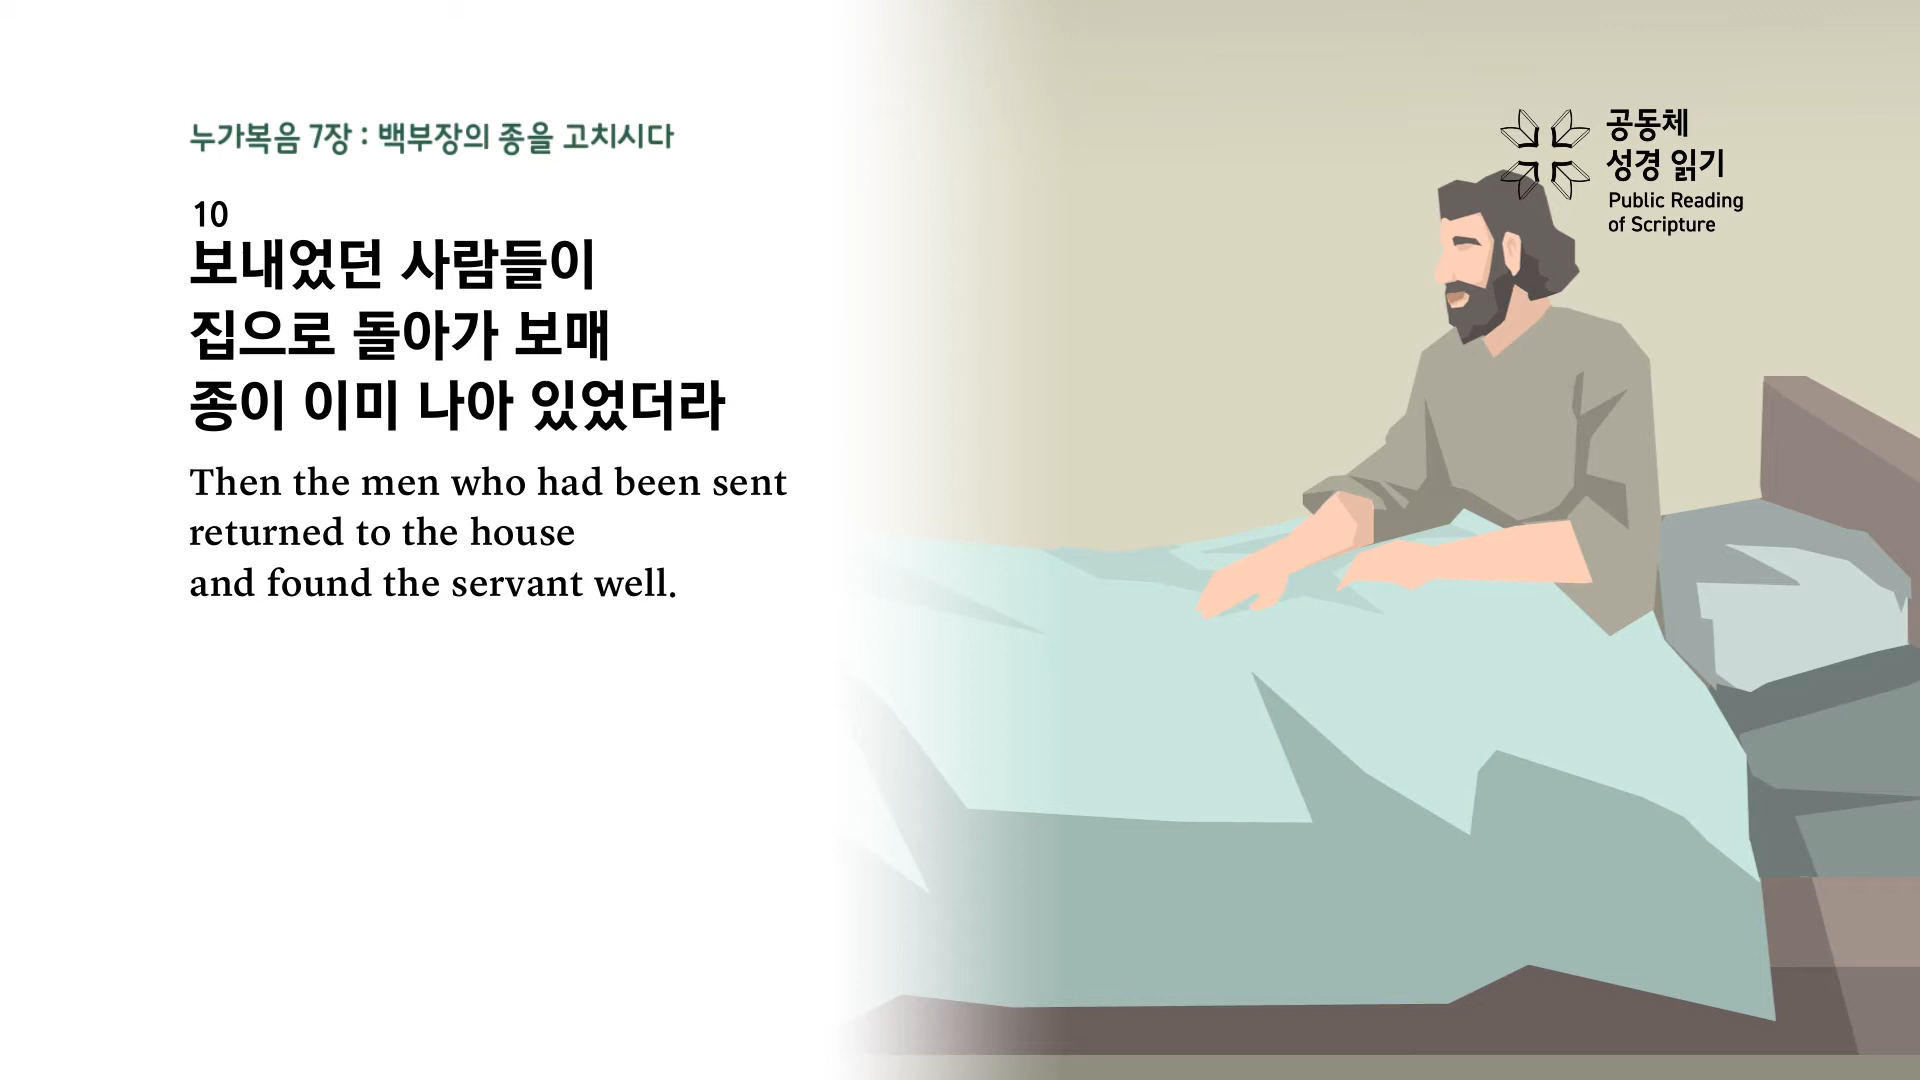 누가복음 7장 : 백부장의 종을 고치시다
10
보내었던 사람들이
집으로 돌아가 보매
종이 이미 나아 있었더라
Then the men who had been sent
returned to the house
and found the servant well.
공동체
성경 읽기
Public Reading
of Scripture